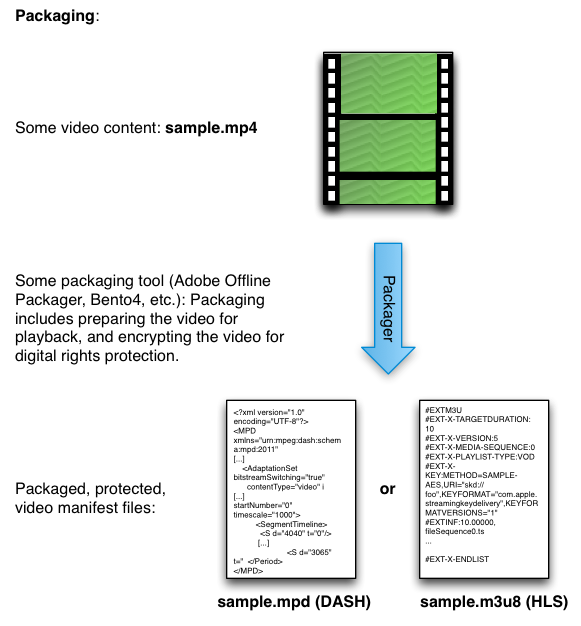 Packaging:
Some video content: sample.mp4
Some packaging tool (Adobe Offline
Packager, Bento4, etc.): Packaging
includes preparing the video for
playback, and encrypting the video for
digital rights protection.
Packager
Packaged, protected,
video manifest files:
<?xml version="1.0"
encoding="UTF-8"?>
<MPD
xmlns="urn:mpeg:dash:schem
a:mpd:2011"
[...]
<AdaptationSet
bitstreamSwitching="true"
contentType="video" i
[...]
startNumber="0"
timescale="1000">
<SegmentTimeline>
<S d="4040" t="0"/>
[...]
<S d="3065"
t=" </Period>
</MPD>
or
#EXTM3U
#EXT-X-TARGETDURATION:
10
#EXT-X-VERSION:5
#EXT-X-MEDIA-SEQUENCE:0
#EXT-X-PLAYLIST-TYPE:VOD
#EXT-X-
KEY:METHOD=SAMPLE-
AES,URI="skd://
foo",KEYFORMAT="com.apple.
streamingkeydelivery",KEYFOR
MATVERSIONS="1"
#EXTINF:10.00000,
fileSequence0.ts
...
#EXT-X-ENDLIST
sample.mpd (DASH)
sample.m3u8 (HLS)